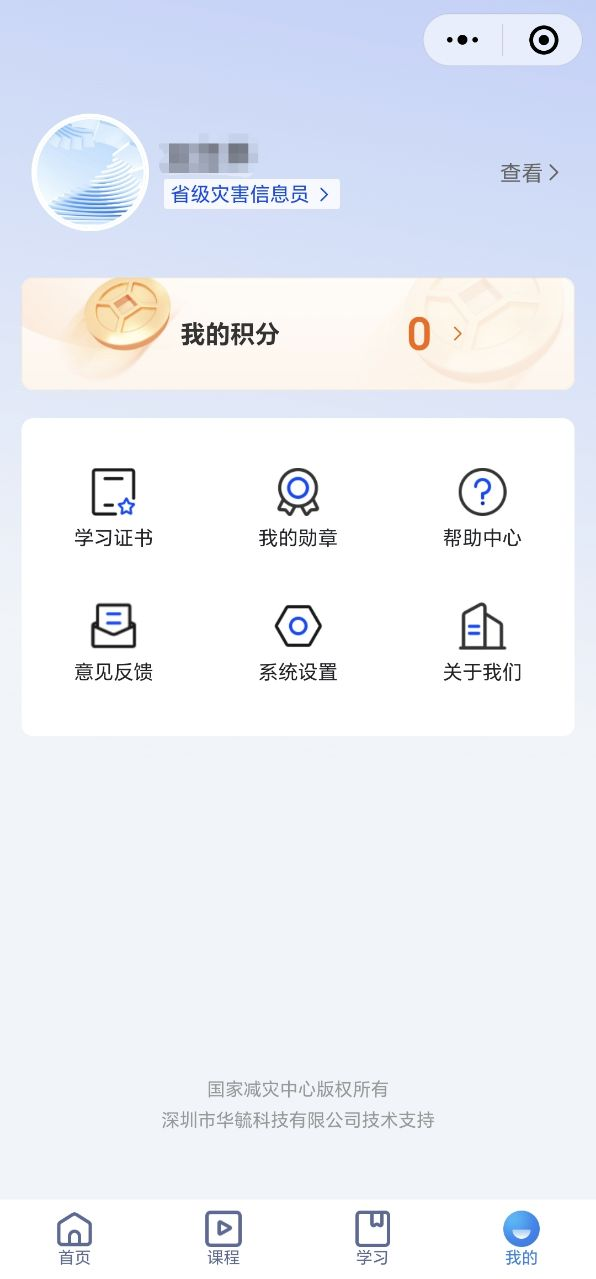 省级灾害信息员
查看
我的积分
0
学习证书
我的勋章
帮助中心
意见反馈
系统设置
关于我们
国家减灾中心版权所有
深圳市华毓科技有限公司技术支持
首页
课程
学习
我的